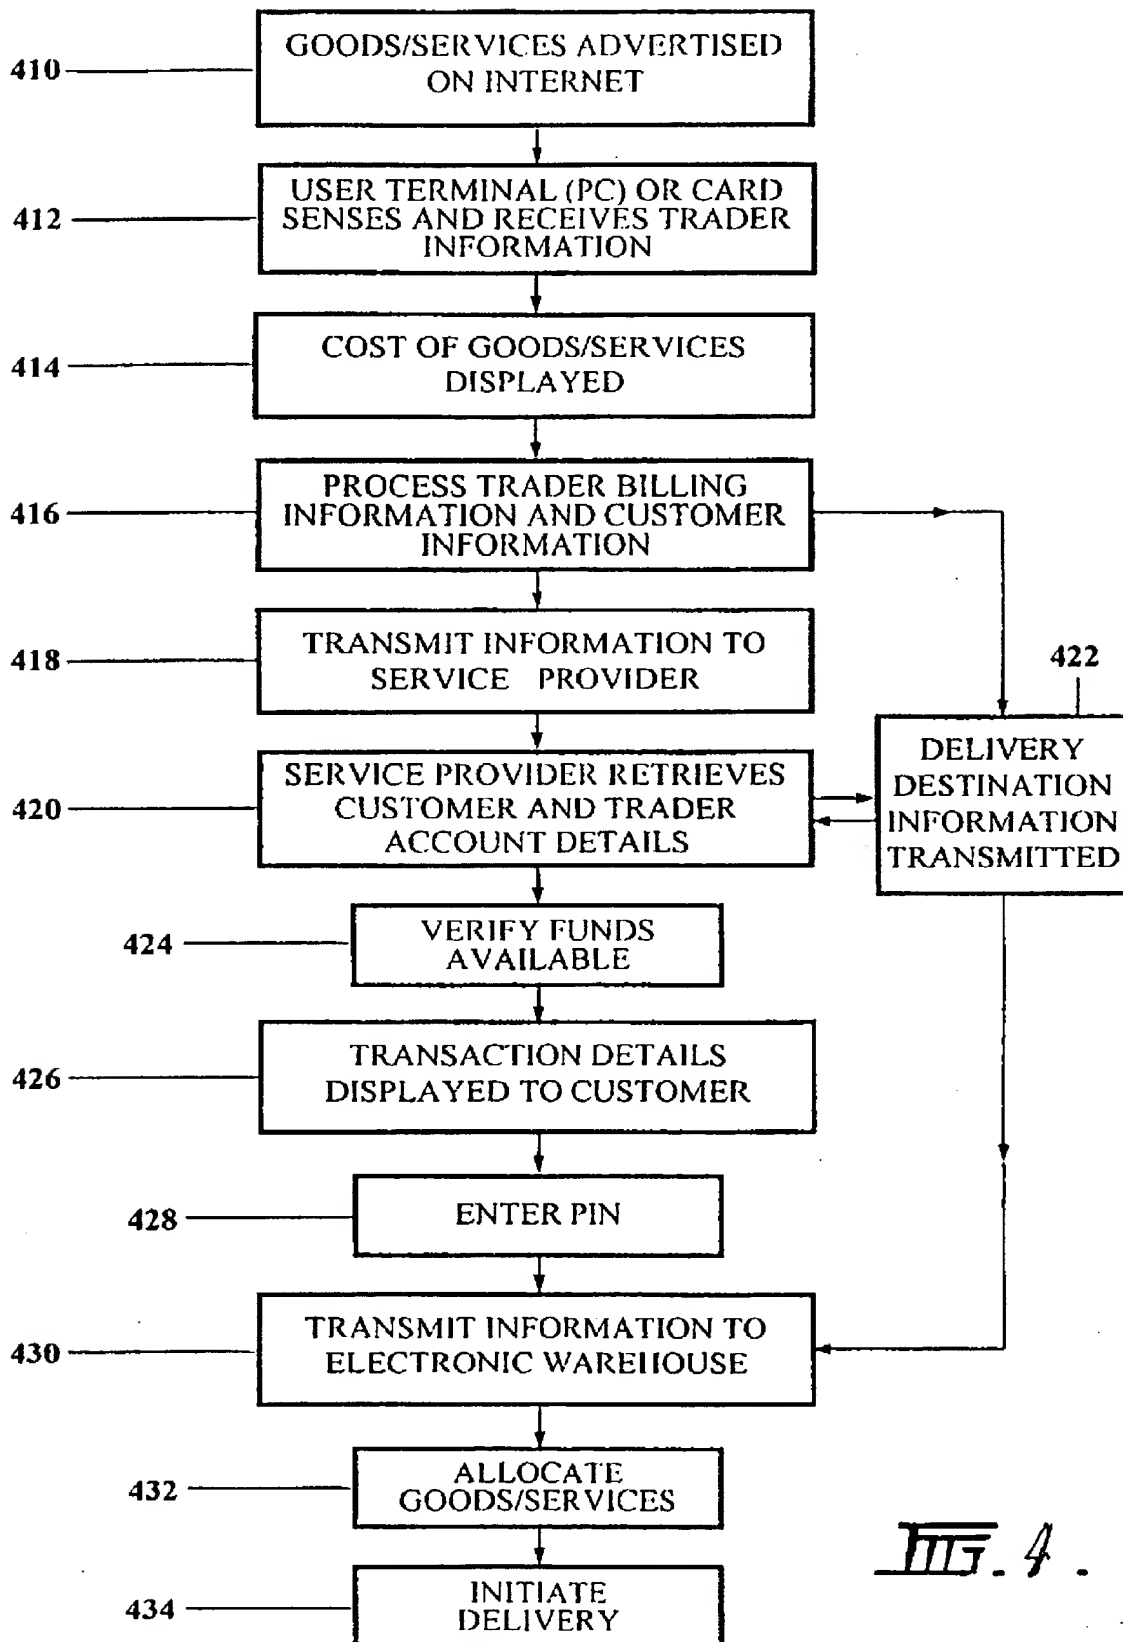 410
GOODS/SERVICES ADVERTISED
ON INTERNET
412
USER TERMINAL (PC) OR CARD
SENSES AND RECEIVES TRADER
INFORMATION
414
COST OF GOODS/SERVICES
DISPLAYED
416
PROCESS TRADER BILLING
INFORMATION AND CUSTOMER
INFORMATION
418
TRANSMIT INFORMATION TO
SERVICE PROVIDER
422
DELIVERY
DESTINATION
INFORMATION
TRANSMITTED
420
SERVICE PROVIDER RETRIEVES
CUSTOMER AND TRADER
ACCOUNT DETAILS
424
VERIFY FUNDS
AVAILABLE
426
TRANSACTION DETAILS
DISPLAYED TO CUSTOMER
428
ENTER PIN
430
TRANSMIT INFORMATION TO
ELECTRONIC WAREHOUSE
432
ALLOCATE
GOODS/SERVICES
434
INITIATE
DELIVERY
FIG. 4.